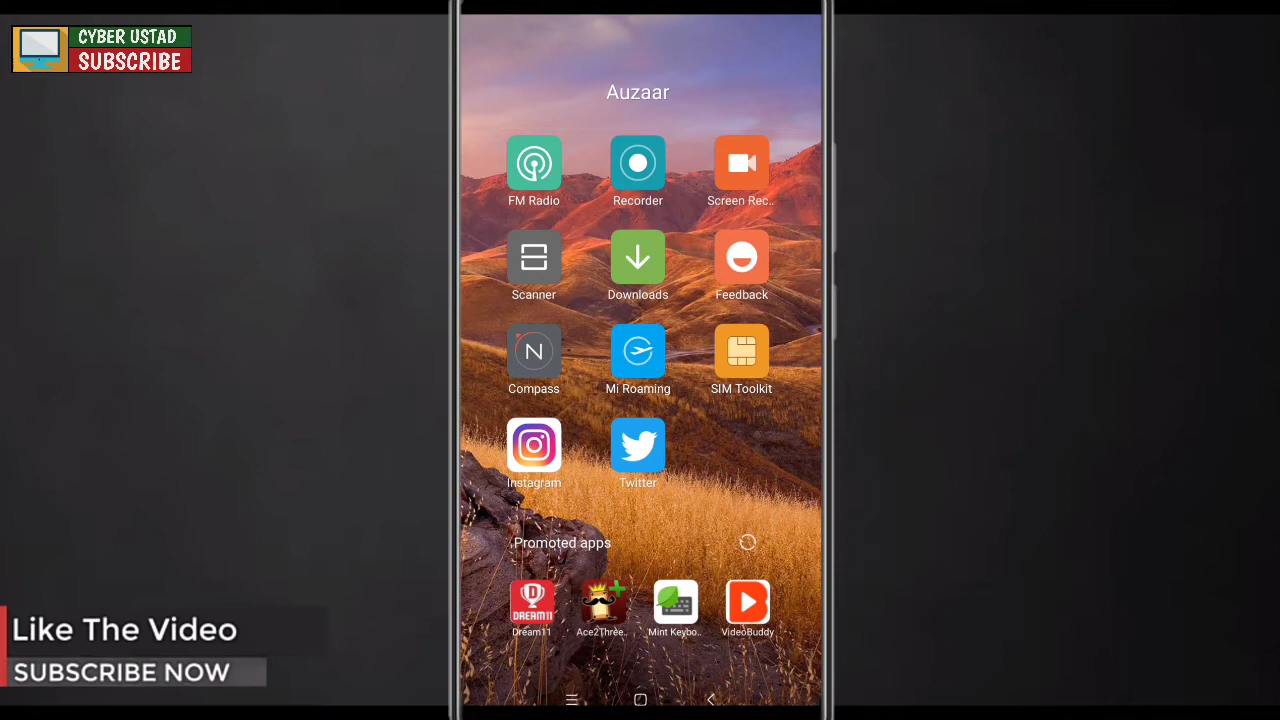 CYBER USTAD
SUBSCRIBE
Auzaar
FM Radio
Recorder
Screen Rec..
Scanner
Downloads
Feedback
N
Compass
Mi Roaming
SIM Toolkit
Instagram
Twitter
Promoted apps
DREAM11
Dream11
Ace2Three..
Mint Keybo..
VideoBuddy
Like The Video
SUBSCRIBE NOW